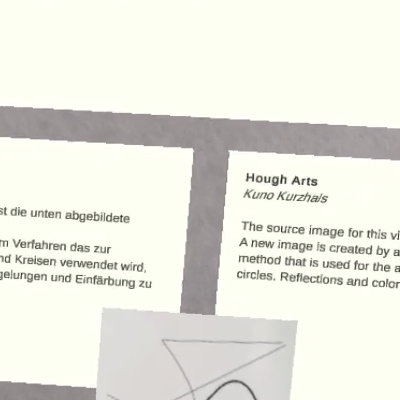 st die unten abgebildete
m Verfahren das zur
nd Kreisen verwendet wird,
gelungen und Einfärbung zu
Hough Arts
Kuno Kurzhals
The source image for this vi
A new image is created by a
method that is used for the a
circles. Reflections and color